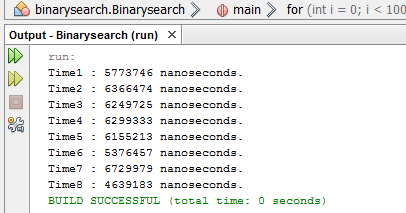 binarysearch.Binarysearch main for (int i = 0; i < 100
Output - Binarysearch (run) ×
run:
Time1 : 5773746 nanoseconds.
Time2 : 6366474 nanoseconds.
Time3 : 6249725 nanoseconds.
Time4 : 6299333 nanoseconds.
Time5 : 6155213 nanoseconds.
Time6 : 5376457 nanoseconds.
Time7 : 6729979 nanoseconds.
Time8 : 4639183 nanoseconds.
BUILD SUCCESSFUL (total time: 0 seconds)